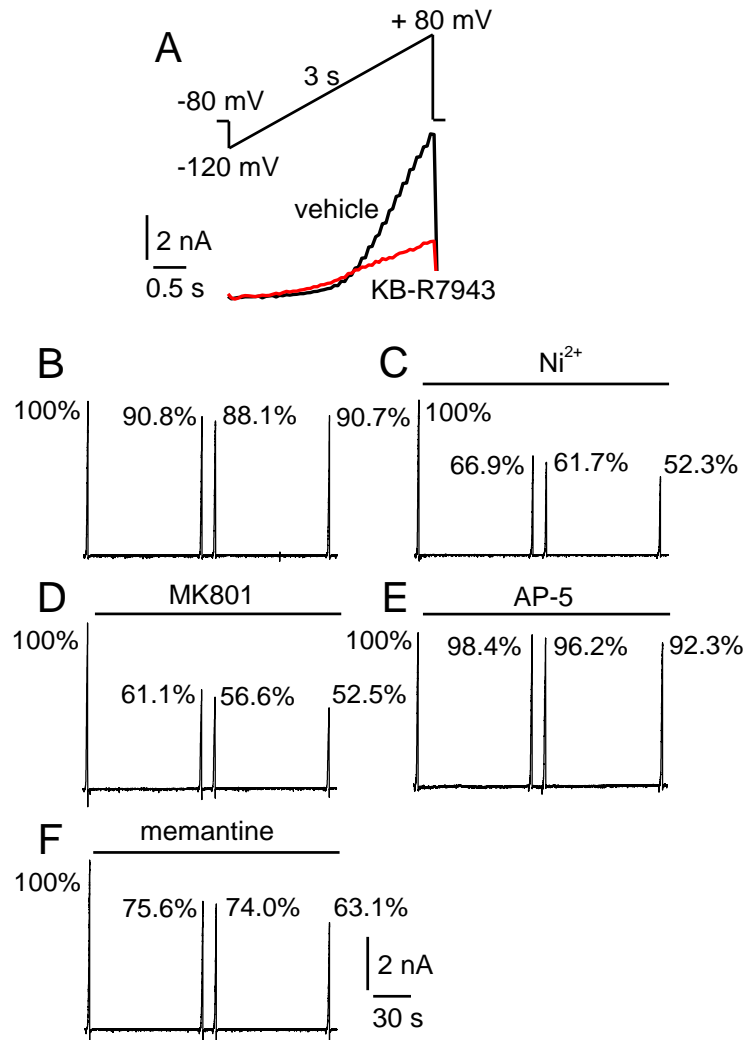 A
+ 80 mV
3 s
-80 mV
-120 mV
vehicle
2 nA
0.5 s
KB-R7943
B
100%
90.8%
88.1%
90.7%
C
Ni²⁺
100%
66.9%
61.7%
52.3%
D
MK801
100%
61.1%
56.6%
52.5%
E
AP-5
100%
98.4%
96.2%
92.3%
F
memantine
100%
75.6%
74.0%
63.1%
2 nA
30 s